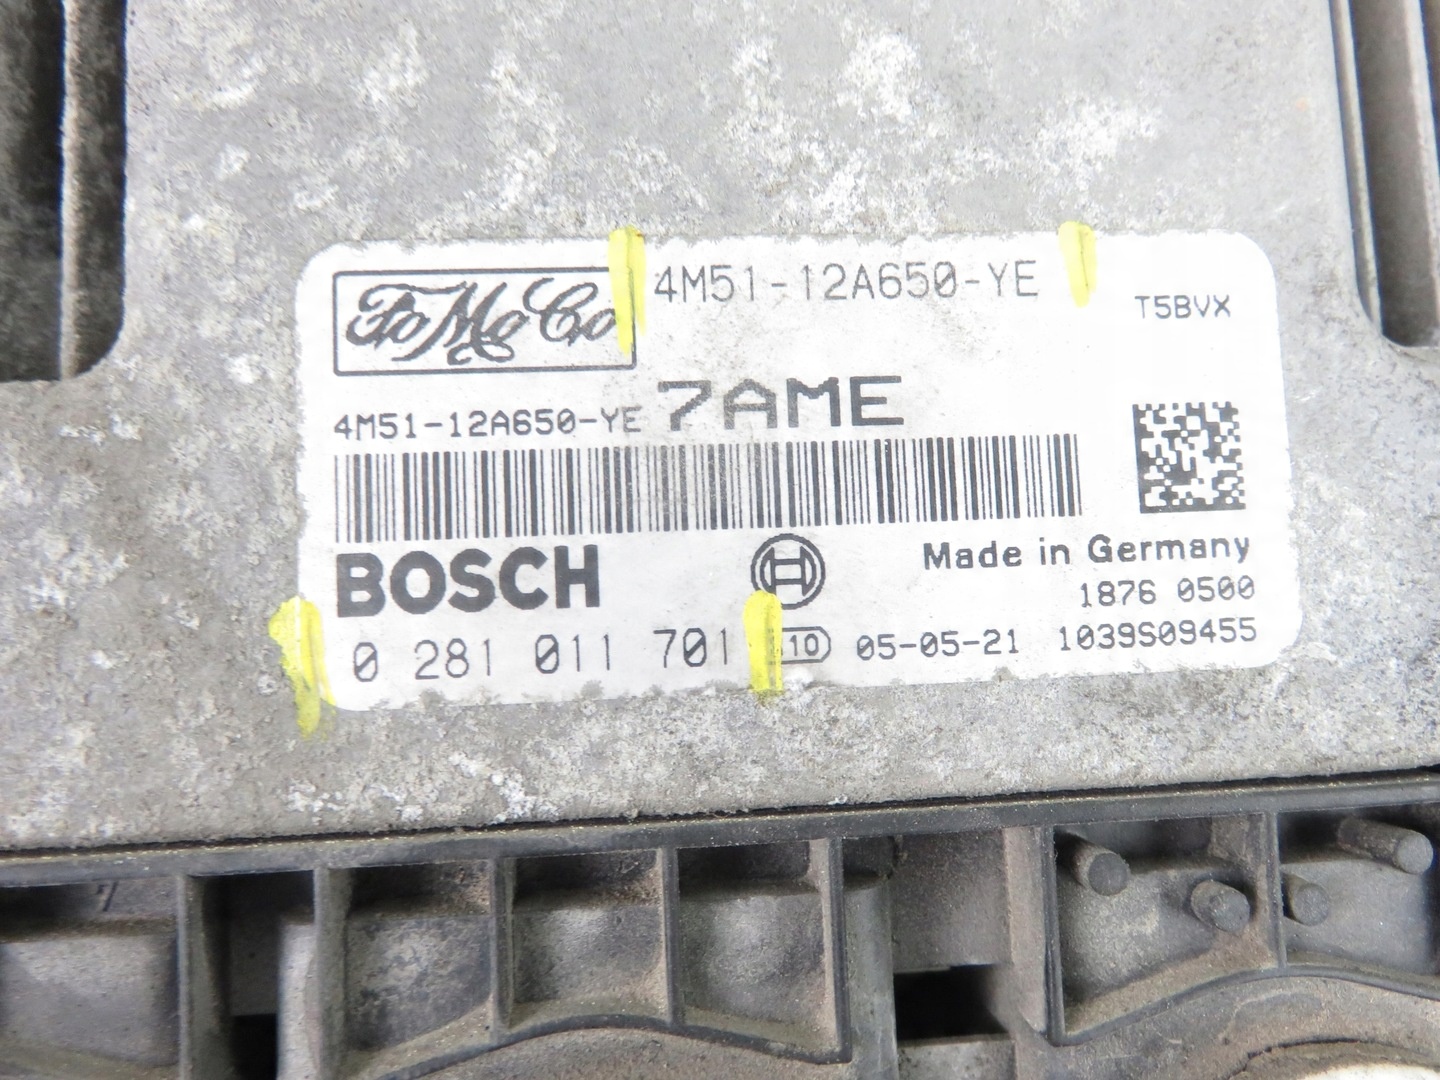 FoMoCo 4M51-12A650-YE
T5BVX
4M51-12A650-YE 7AME
BOSCH
Made in Germany
1876 0500
0 281 011 701 10 05-05-21 1039S09455